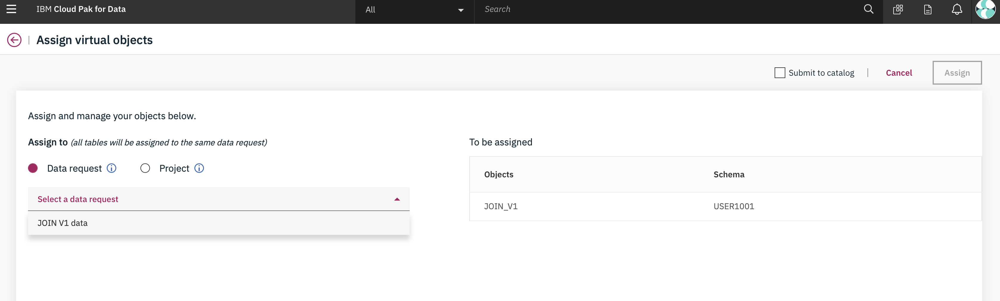 IBM Cloud Pak for Data
All
Search
Assign virtual objects
Submit to catalog
Cancel
Assign
Assign and manage your objects below.
Assign to (all tables will be assigned to the same data request)
Data request
Project
Select a data request
JOIN V1 data
To be assigned
Objects Schema
JOIN_V1 USER1001